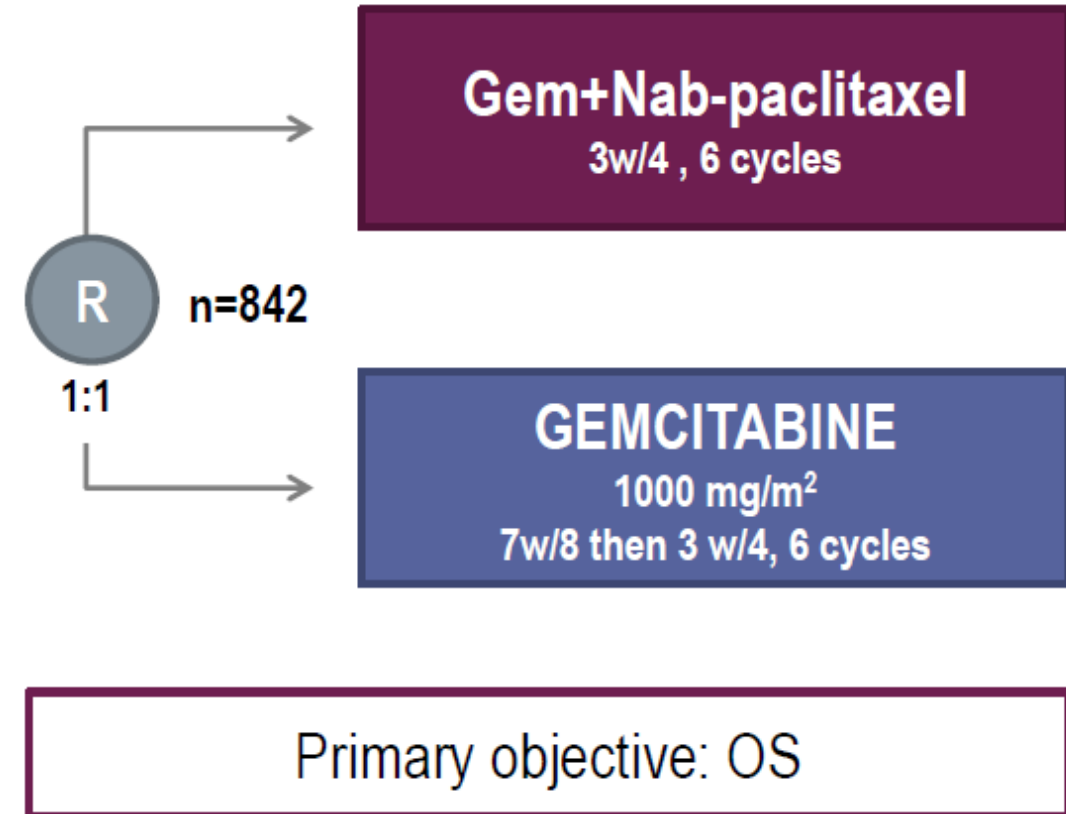 Gem+Nab-paclitaxel
3w/4 , 6 cycles
R
n=842
1:1
GEMCITABINE
1000 mg/m²
7w/8 then 3 w/4, 6 cycles
Primary objective: OS